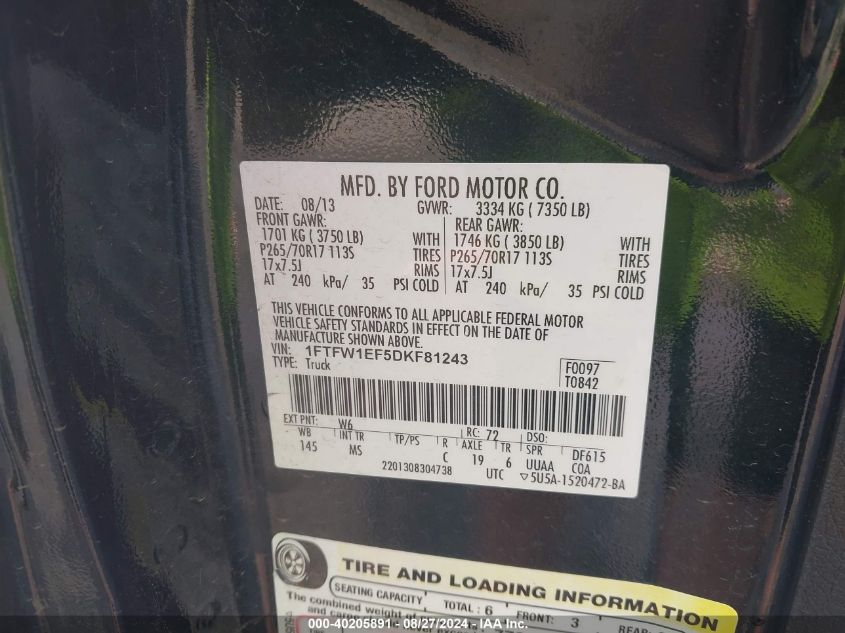 MFD. BY FORD MOTOR CO.
DATE: 08/13 GVWR: 3334 KG ( 7350 LB)
FRONT GAWR: REAR GAWR:
1701 KG ( 3750 LB) WITH 1746 KG ( 3850 LB) WITH
P265/70R17 113S TIRES P265/70R17 113S TIRES
17x7.5J RIMS 17x7.5J RIMS
AT 240 kPa/ 35 PSI COLD AT 240 kPa/ 35 PSI COLD
THIS VEHICLE CONFORMS TO ALL APPLICABLE FEDERAL MOTOR
VEHICLE SAFETY STANDARDS IN EFFECT ON THE DATE OF
MANUFACTURE SHOWN ABOVE.
VIN: 1FTFW1EF5DKF81243
TYPE: Truck
F0097
T0842
EXT PNT: W6 RC: 72 DSO:
WB INT TR TP/PS R AXLE TR SPR DF615
145 MS C 19 6 UUAA COA
2201308304738 UTC ▽5U5A-1520472-BA
TIRE AND LOADING INFORMATION
SEATING CAPACITY TOTAL : 6 FRONT: 3
The combined weight of
000-40205891 - 08/27/2024 - IAA Inc.